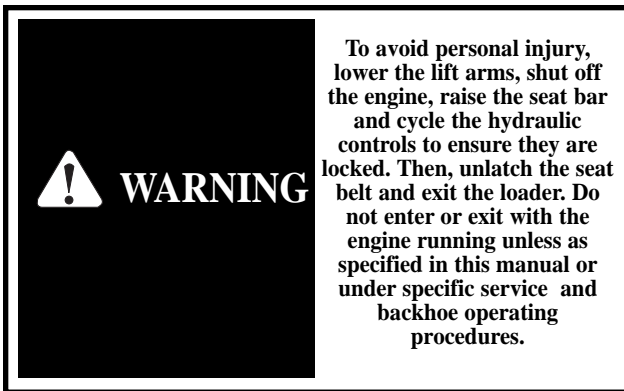 WARNING
To avoid personal injury,
lower the lift arms, shut off
the engine, raise the seat bar
and cycle the hydraulic
controls to ensure they are
locked. Then, unlatch the seat
belt and exit the loader. Do
not enter or exit with the
engine running unless as
specified in this manual or
under specific service and
backhoe operating
procedures.